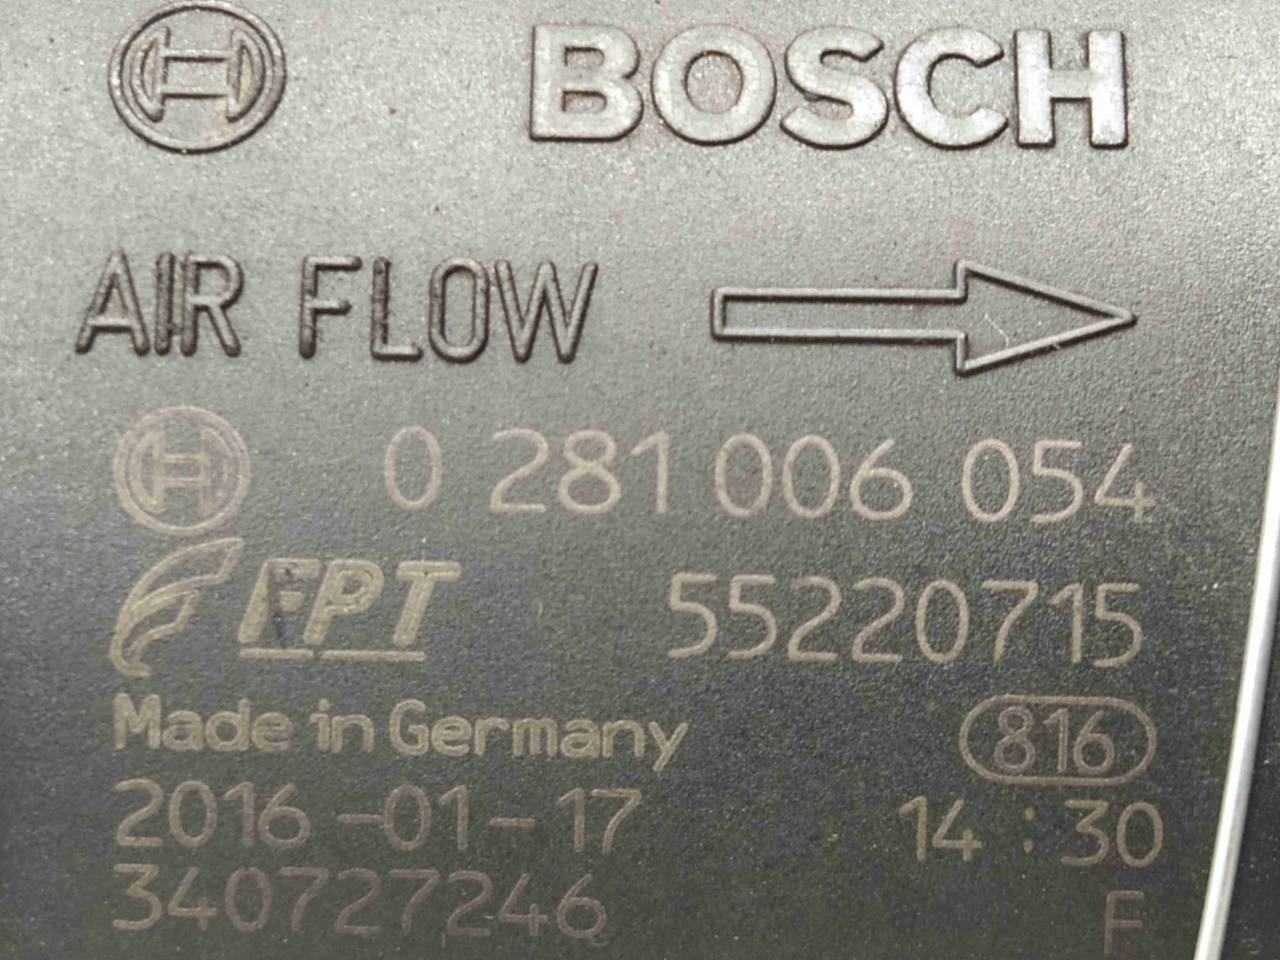 BOSCH
AIR FLOW
0 281 006 054
FPT 55220715
Made in Germany 816
2016-01-17 14:30
340727246 F